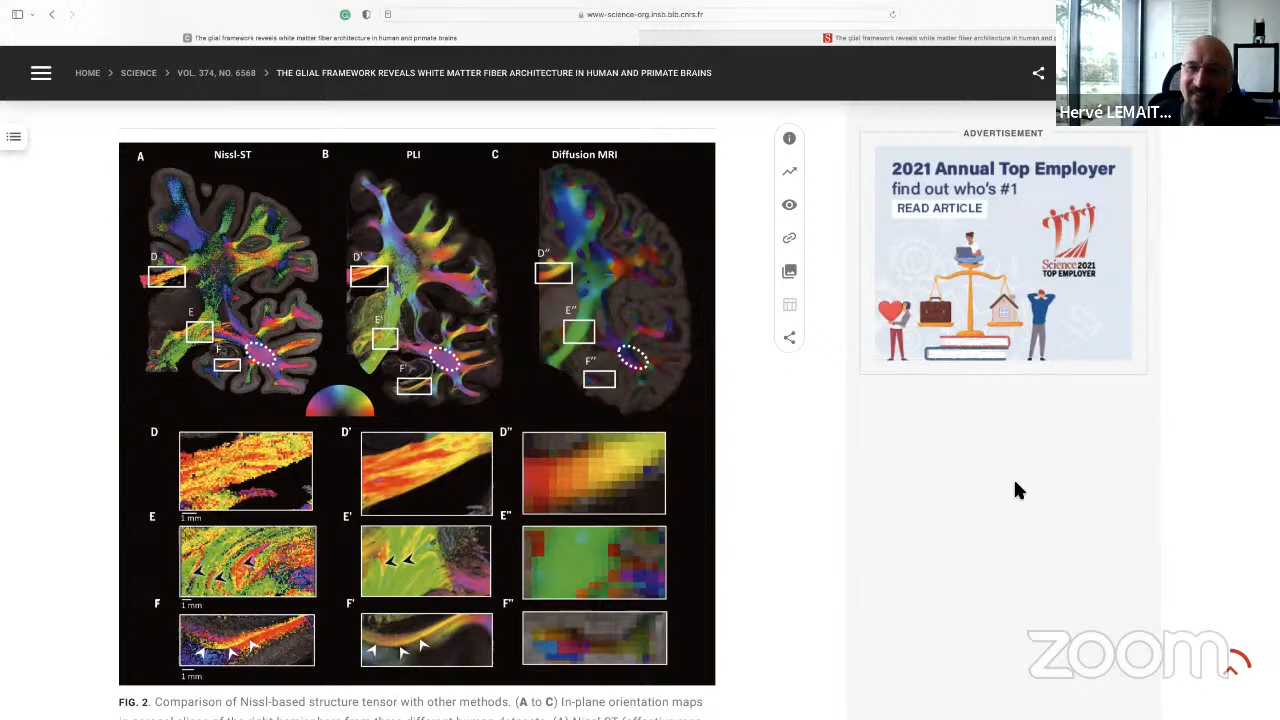 www-science-org.insb.bib.cnrs.fr
The glial framework reveals white matter fiber architecture in human and primate brains
The glial framework reveals white matter fiber architecture in human and p
HOME > SCIENCE > VOL. 374, NO. 6568 > THE GLIAL FRAMEWORK REVEALS WHITE MATTER FIBER ARCHITECTURE IN HUMAN AND PRIMATE BRAINS
Hervé LEMAIT...
A Nissl-ST B PLI C Diffusion MRI
D D' D"
E E' E"
F F' F"
D D' D"
1 mm
E E' E"
1 mm
F F' F"
1 mm
FIG. 2. Comparison of Nissl-based structure tensor with other methods. (A to C) In-plane orientation maps
ADVERTISEMENT
2021 Annual Top Employer
find out who's #1
READ ARTICLE
Science 2021
TOP EMPLOYER
zoom